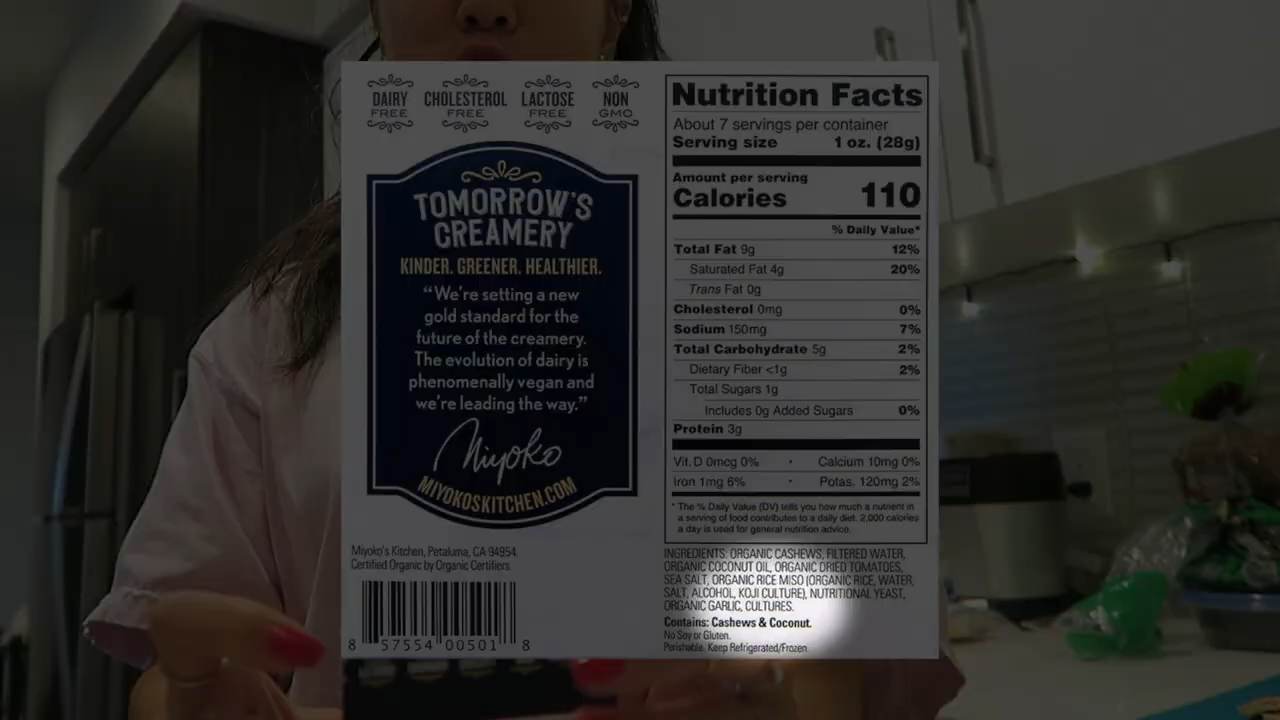 DAIRY FREE
CHOLESTEROL FREE
LACTOSE FREE
NON GMO
TOMORROW'S
CREAMERY
KINDER. GREENER. HEALTHIER.
"We're setting a new
gold standard for the
future of the creamery.
The evolution of dairy is
phenomenally vegan and
we're leading the way."
Miyoko
MIYOKOSKITCHEN.COM
Miyoko's Kitchen, Petaluma, CA 94954
Certified Organic by Organic Certifiers
8 57554 00501 8
Nutrition Facts
About 7 servings per container
Serving size 1 oz. (28g)
Amount per serving
Calories 110
% Daily Value*
Total Fat 9g 12%
Saturated Fat 4g 20%
Trans Fat 0g
Cholesterol 0mg 0%
Sodium 150mg 7%
Total Carbohydrate 5g 2%
Dietary Fiber <1g 2%
Total Sugars 1g
Includes 0g Added Sugars 0%
Protein 3g
Vit. D 0mcg 0% • Calcium 10mg 0%
Iron 1mg 6% • Potas. 120mg 2%
* The % Daily Value (DV) tells you how much a nutrient in
a serving of food contributes to a daily diet. 2,000 calories
a day is used for general nutrition advice.
INGREDIENTS: ORGANIC CASHEWS, FILTERED WATER,
ORGANIC COCONUT OIL, ORGANIC DRIED TOMATOES,
SEA SALT, ORGANIC RICE MISO (ORGANIC RICE, WATER,
SALT, ALCOHOL, KOJI CULTURE), NUTRITIONAL YEAST,
ORGANIC GARLIC, CULTURES.
Contains: Cashews & Coconut.
No Soy or Gluten.
Perishable. Keep Refrigerated/Frozen.